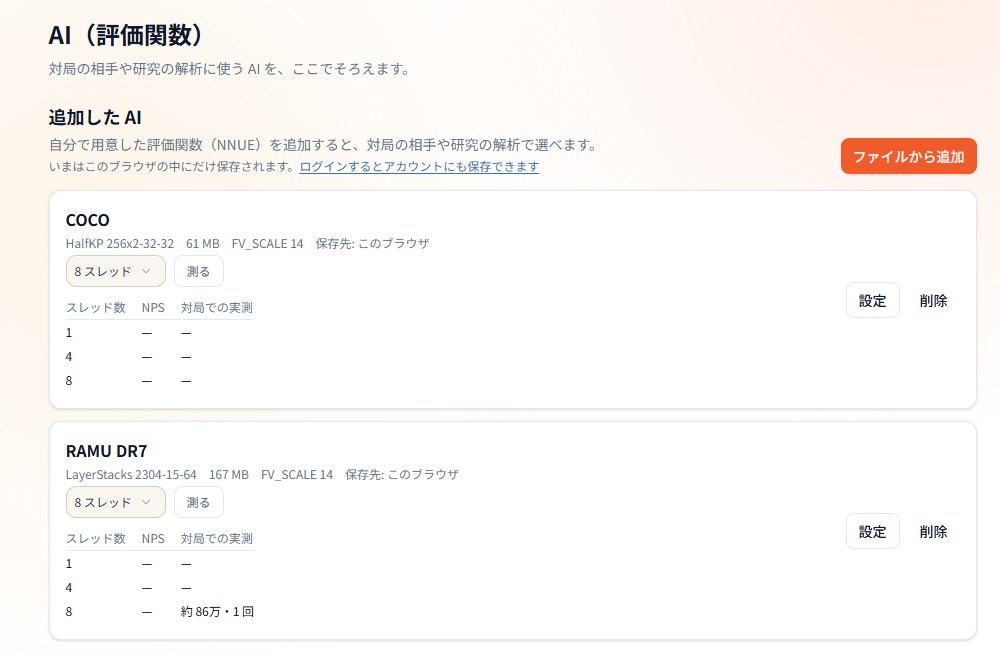 AI（評価関数）
対局の相手や研究の解析に使う AI を、ここでそろえます。
追加した AI
自分で用意した評価関数（NNUE）を追加すると、対局の相手や研究の解析で選べます。
いまはこのブラウザの中にだけ保存されます。ログインするとアカウントにも保存できます
ファイルから追加
COCO
HalfKP 256x2-32-32 61 MB FV_SCALE 14 保存先: このブラウザ
8 スレッド 測る
設定 削除
スレッド数 NPS 対局での実測
1 — —
4 — —
8 — —
RAMU DR7
LayerStacks 2304-15-64 167 MB FV_SCALE 14 保存先: このブラウザ
8 スレッド 測る
設定 削除
スレッド数 NPS 対局での実測
1 — —
4 — —
8 — 約 86万・1 回